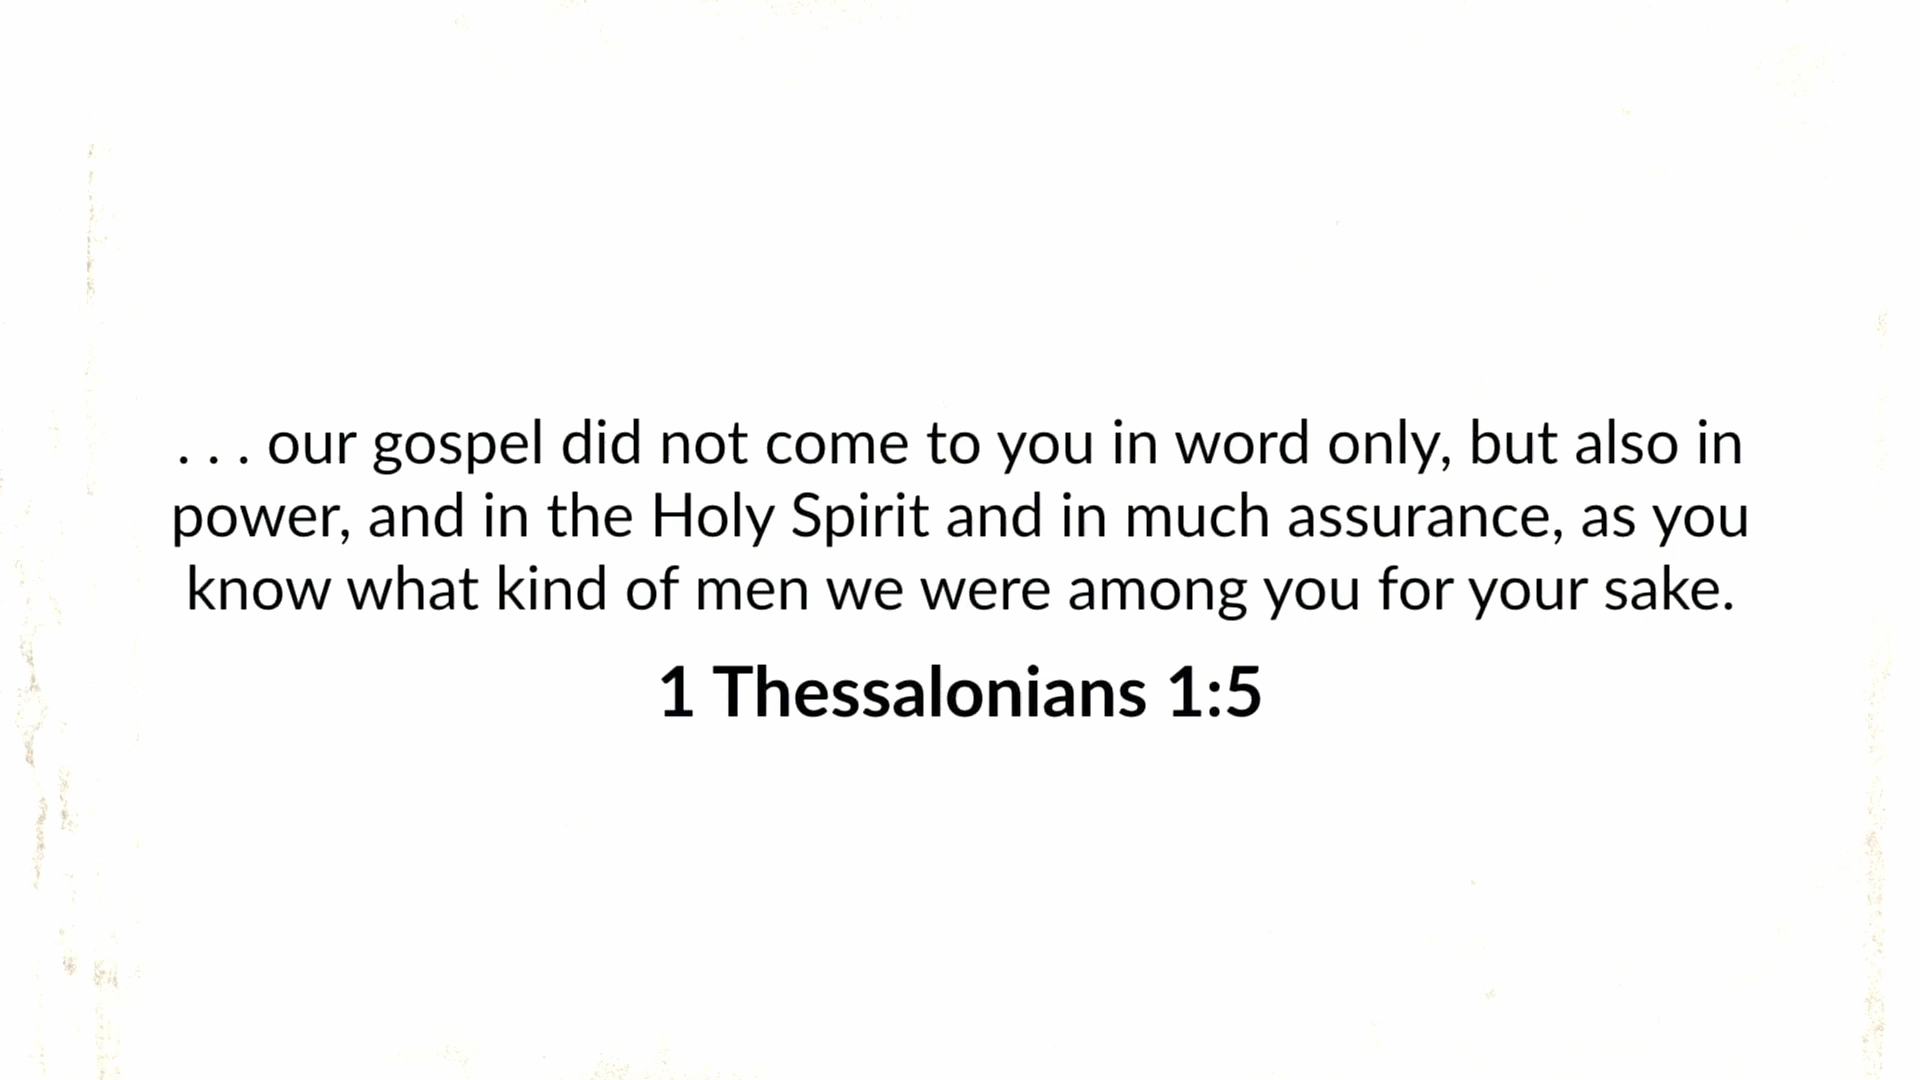 . . . our gospel did not come to you in word only, but also in
power, and in the Holy Spirit and in much assurance, as you
know what kind of men we were among you for your sake.
1 Thessalonians 1:5